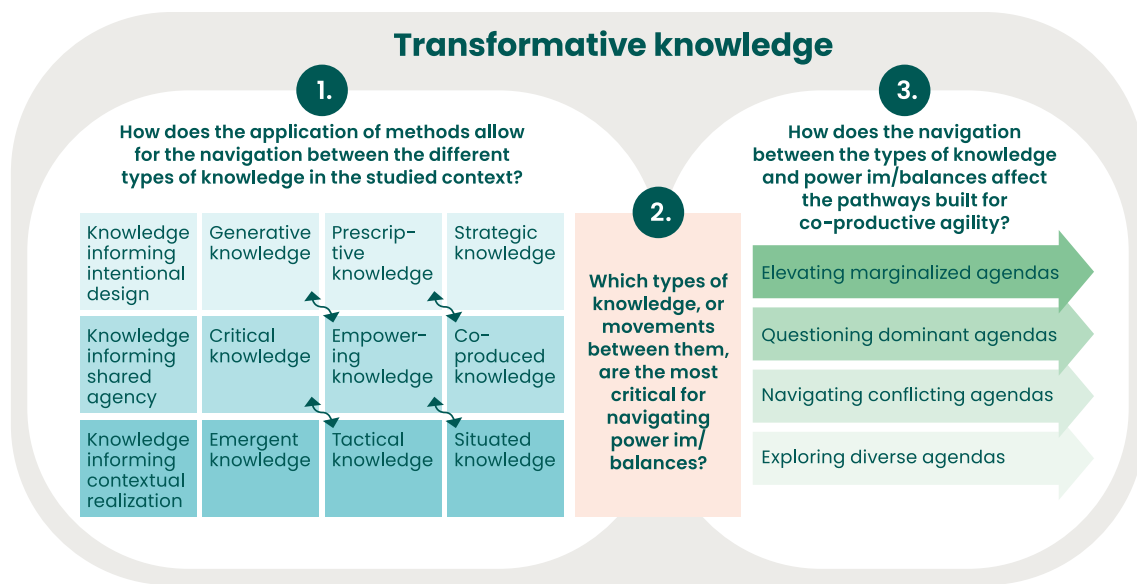 Transformative knowledge
1.
How does the application of methods allow
for the navigation between the different
types of knowledge in the studied context?
Knowledge
informing
intentional
design
Generative
knowledge
Prescrip-
tive
knowledge
Strategic
knowledge
Knowledge
informing
shared
agency
Critical
knowledge
Empower-
ing
knowledge
Co-
produced
knowledge
Knowledge
informing
contextual
realization
Emergent
knowledge
Tactical
knowledge
Situated
knowledge
2.
Which types of
knowledge, or
movements
between them,
are the most
critical for
navigating
power im/
balances?
3.
How does the navigation
between the types of knowledge
and power im/balances affect
the pathways built for
co-productive agility?
Elevating marginalized agendas
Questioning dominant agendas
Navigating conflicting agendas
Exploring diverse agendas